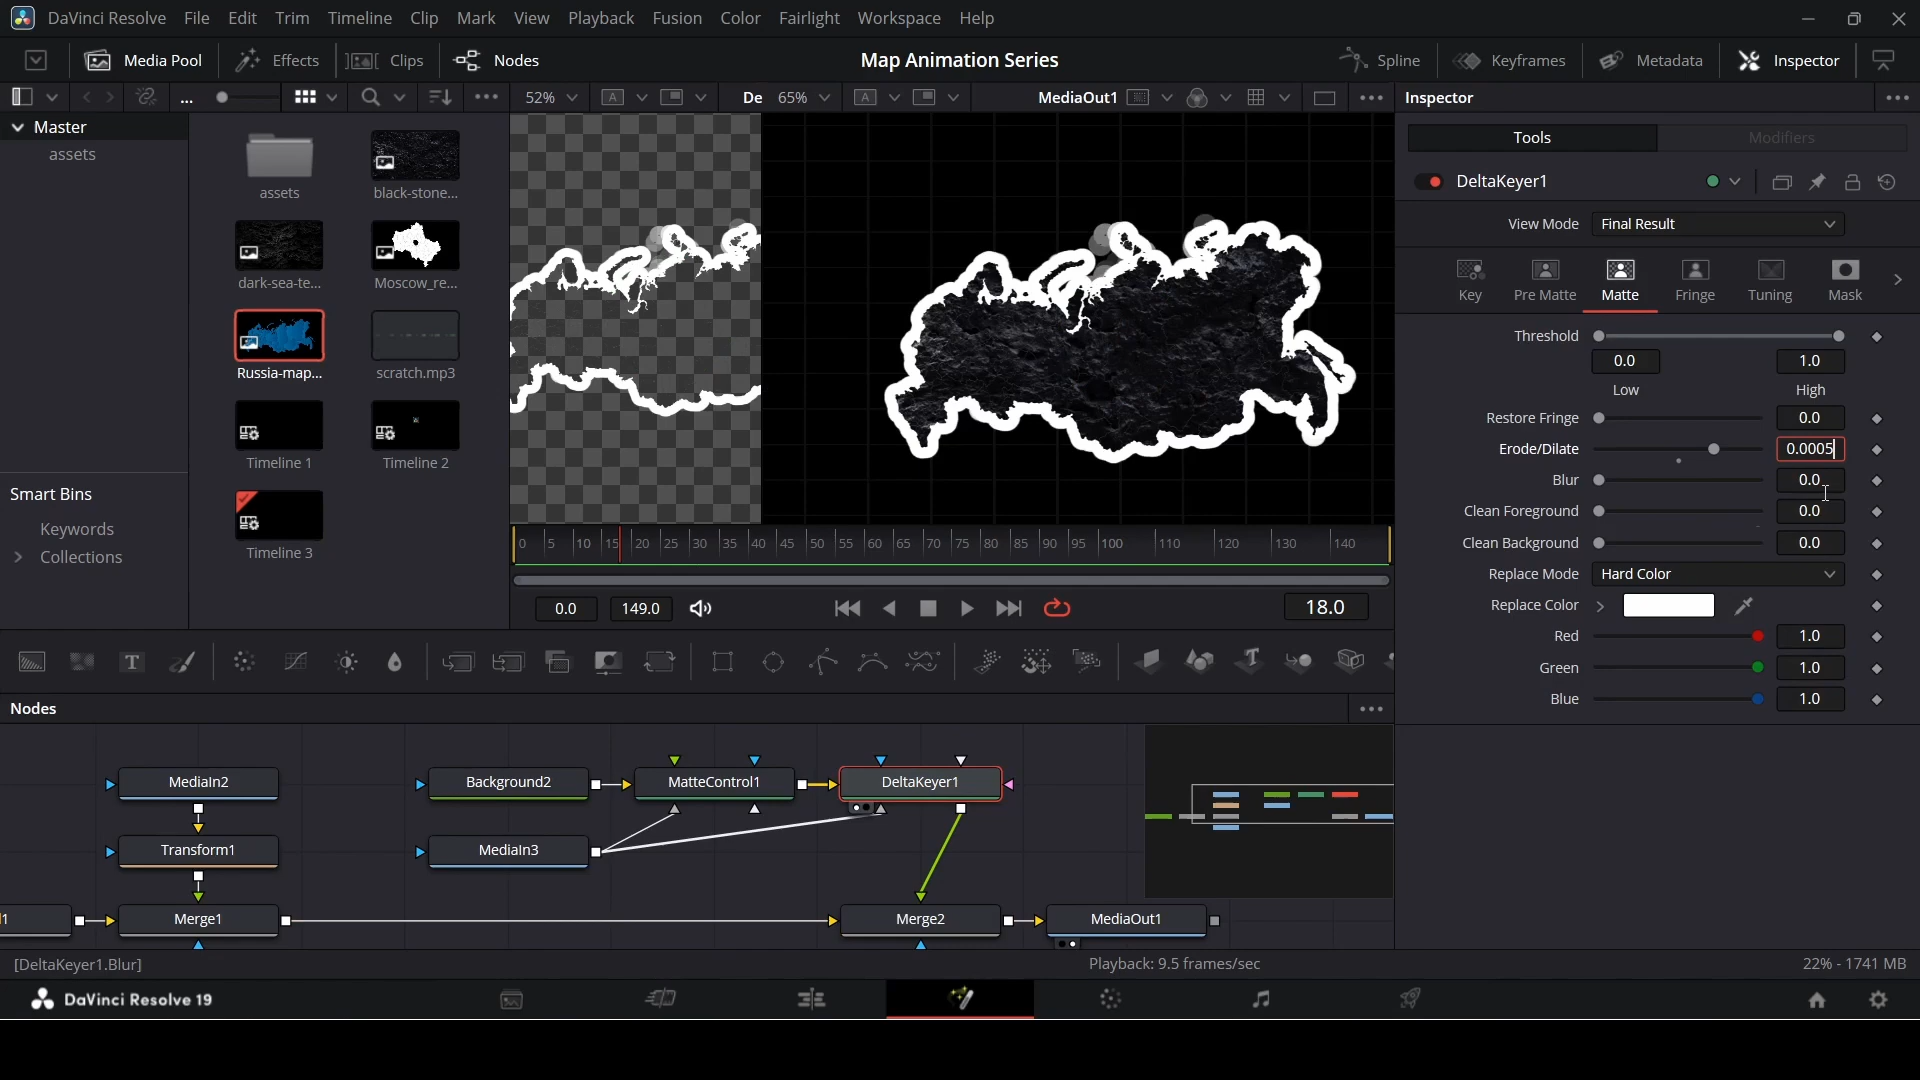 DaVinci Resolve File Edit Trim Timeline Clip Mark View Playback Fusion Color Fairlight Workspace Help
Media Pool Effects Clips Nodes Map Animation Series Spline Keyframes Metadata Inspector
... 52% A De 65% A MediaOut1 Inspector
Master
assets
assets
black-stone...
dark-sea-te...
Moscow_re...
Russia-map...
scratch.mp3
Timeline 1
Timeline 2
Timeline 3
Smart Bins
Keywords
Collections
0 5 10 15 20 25 30 35 40 45 50 55 60 65 70 75 80 85 90 95 100 110 120 130 140
0.0 149.0 18.0
Tools Modifiers
DeltaKeyer1
View Mode Final Result
Key Pre Matte Matte Fringe Tuning Mask
Threshold
0.0 1.0
Low High
Restore Fringe 0.0
Erode/Dilate 0.0005
Blur 0.0
Clean Foreground 0.0
Clean Background 0.0
Replace Mode Hard Color
Replace Color
Red 1.0
Green 1.0
Blue 1.0
T T
Nodes
MediaIn2 Background2 MatteControl1 DeltaKeyer1
Transform1 MediaIn3
1 Merge1 Merge2 MediaOut1
[DeltaKeyer1.Blur] Playback: 9.5 frames/sec 22% - 1741 MB
DaVinci Resolve 19